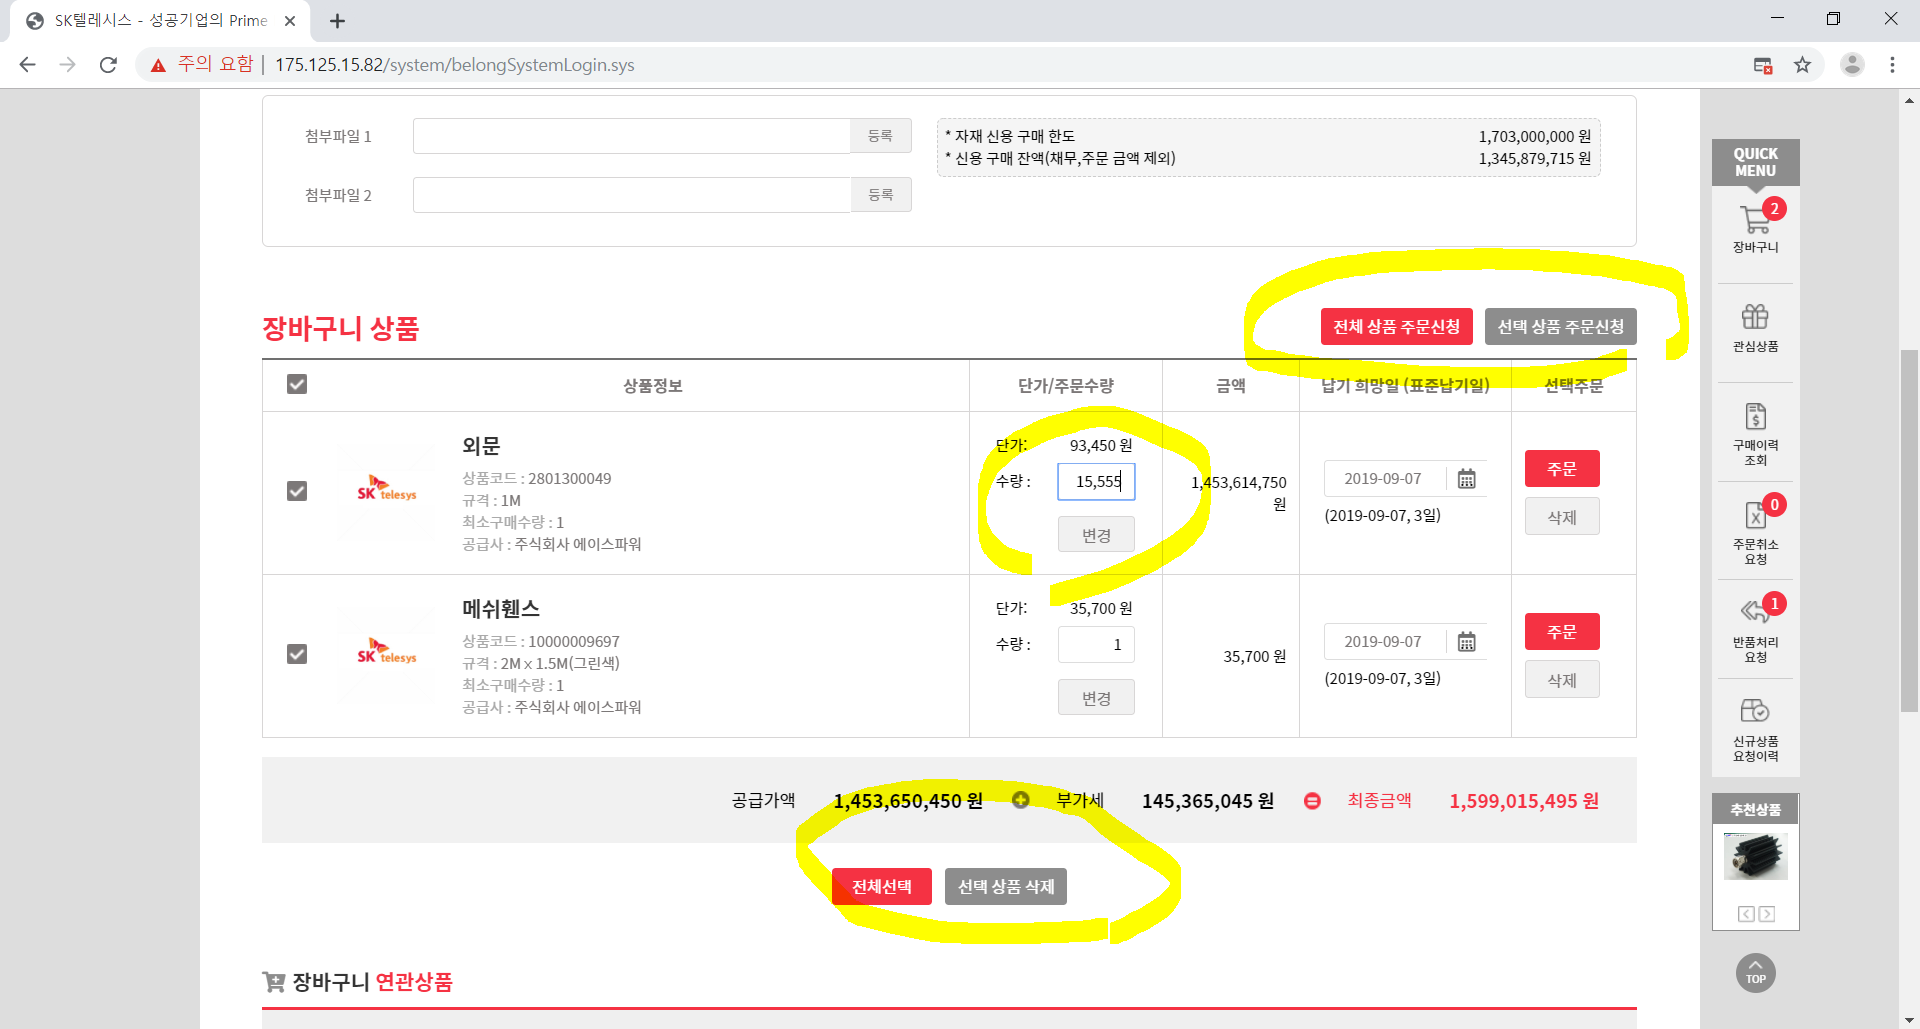 SK텔레시스 - 성공기업의 Prime
주의 요함 | 175.125.15.82/system/belongSystemLogin.sys
첨부파일 1
등록
* 자재 신용 구매 한도 1,703,000,000 원
* 신용 구매 잔액(채무,주문 금액 제외) 1,345,879,715 원
첨부파일 2
등록
장바구니 상품
전체 상품 주문신청 선택 상품 주문신청
상품정보 단가/주문수량 금액 납기 희망일 (표준납기일) 선택주문
SK telesys
외문
상품코드 : 2801300049
규격 : 1M
최소구매수량 : 1
공급사 : 주식회사 에이스파워
단가: 93,450 원
수량 : 15,555
변경
1,453,614,750
원
2019-09-07
(2019-09-07, 3일)
주문
삭제
SK telesys
메쉬휀스
상품코드 : 10000009697
규격 : 2M x 1.5M(그린색)
최소구매수량 : 1
공급사 : 주식회사 에이스파워
단가: 35,700 원
수량 : 1
변경
35,700 원
2019-09-07
(2019-09-07, 3일)
주문
삭제
공급가액 1,453,650,450 원 부가세 145,365,045 원 최종금액 1,599,015,495 원
전체선택 선택 상품 삭제
장바구니 연관상품
QUICK
MENU
2
장바구니
관심상품
구매이력
조회
0
주문취소
요청
1
반품처리
요청
신규상품
요청이력
추천상품
TOP